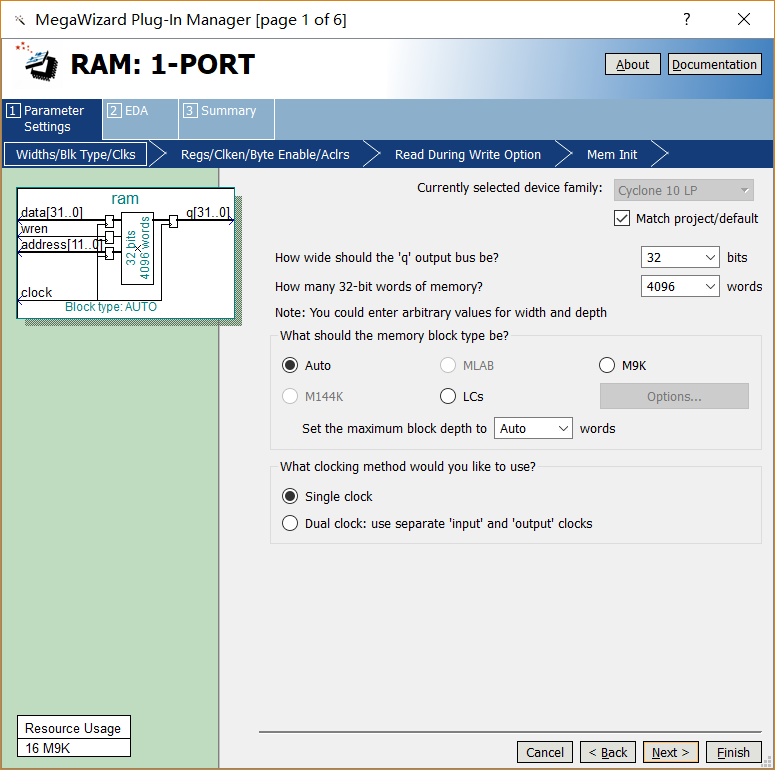 MegaWizard Plug-In Manager [page 1 of 6]
?
RAM: 1-PORT
About
Documentation
1 Parameter Settings
2 EDA
3 Summary
Widths/Blk Type/Clks
Regs/Clken/Byte Enable/Aclrs
Read During Write Option
Mem Init
ram
data[31..0]
q[31..0]
wren
address[11..0]
32 bits
4096 words
clock
Block type: AUTO
Currently selected device family:
Cyclone 10 LP
Match project/default
How wide should the 'q' output bus be?
32
bits
How many 32-bit words of memory?
4096
words
Note: You could enter arbitrary values for width and depth
What should the memory block type be?
Auto
MLAB
M9K
M144K
LCs
Options...
Set the maximum block depth to
Auto
words
What clocking method would you like to use?
Single clock
Dual clock: use separate 'input' and 'output' clocks
Resource Usage
16 M9K
Cancel
< Back
Next >
Finish